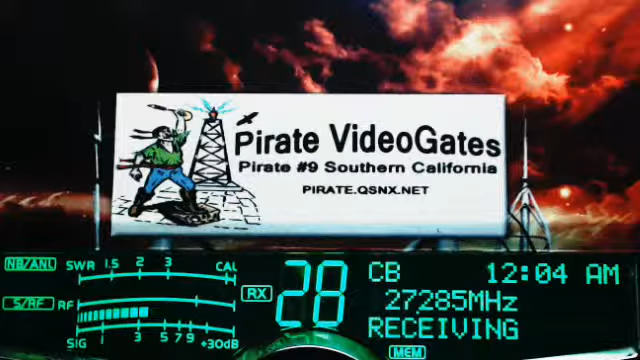 Pirate VideoGates
Pirate #9 Southern California
PIRATE.QSNX.NET
NB/ANL SWR 1.5 2 3 CAL
S/RF RF
SIG 1 3 5 7 9 +30dB
RX 28
CB 12:04 AM
27285MHz
RECEIVING
MEM